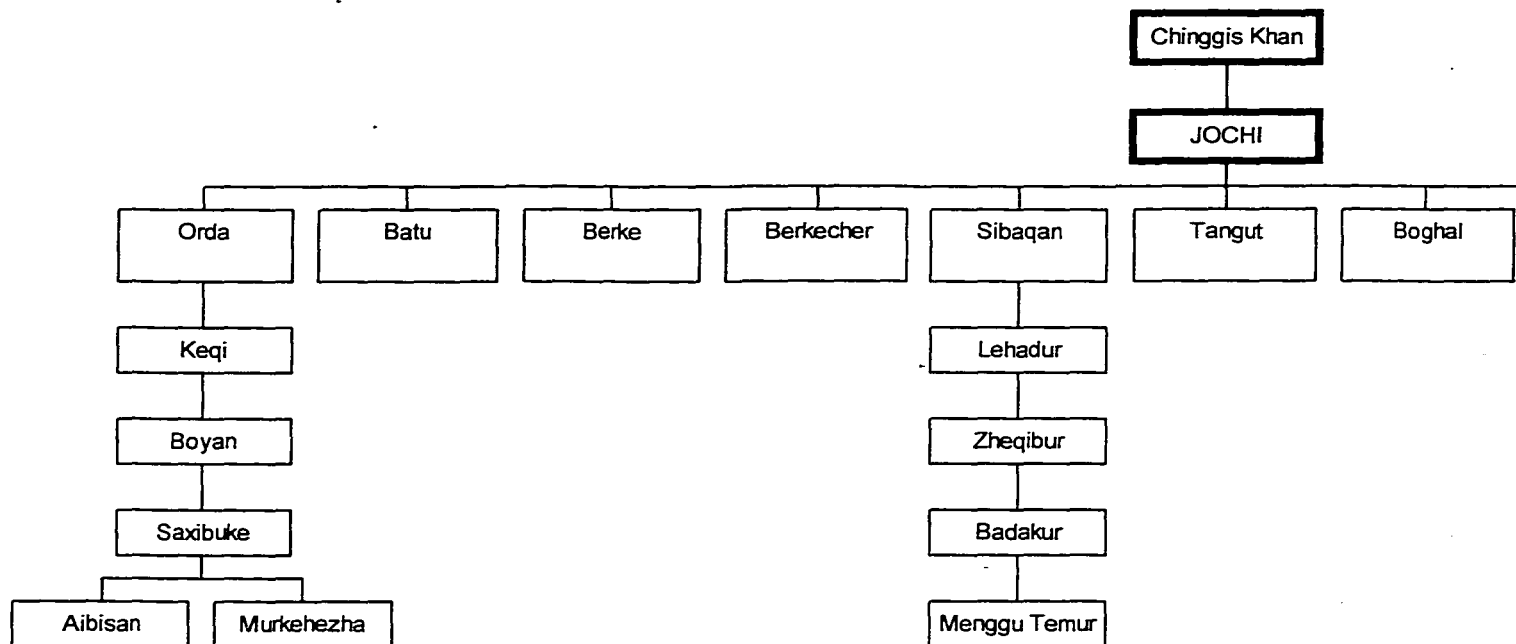 Chinggis Khan
JOCHI
Orda Batu Berke Berkecher Sibaqan Tangut Boghal
Keqi Lehadur
Boyan Zheqibur
Saxibuke Badakur
Aibisan Murkehezha Menggu Temur